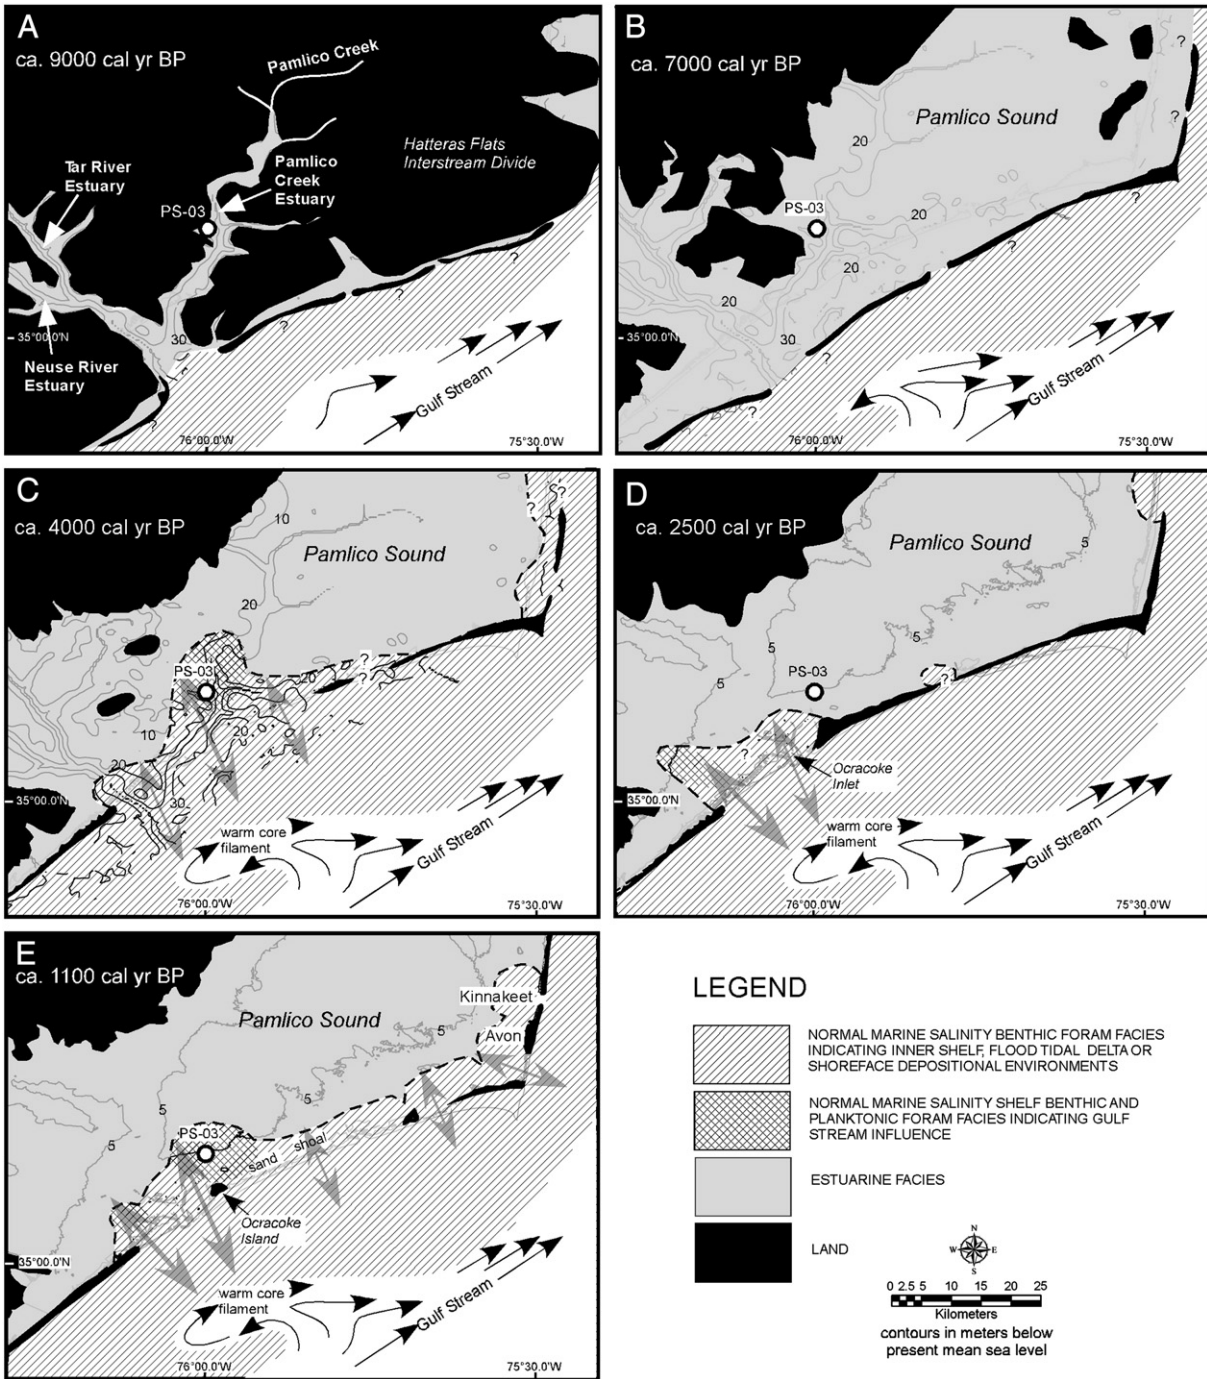 A
ca. 9000 cal yr BP
Pamlico Creek
Hatteras Flats
Interstream Divide
Tar River
Estuary
Pamlico
Creek
Estuary
PS-03
35°00.0'N
30
?
?
?
?
Neuse River
Estuary
Gulf Stream
76°00.0'W
75°30.0'W
B
ca. 7000 cal yr BP
Pamlico Sound
?
?
?
20
PS-03
20
20
20
30
35°00.0'N
?
?
?
Gulf Stream
76°00.0'W
75°30.0'W
C
ca. 4000 cal yr BP
10
?
?
Pamlico Sound
20
PS-03
20
?
?
10
20
20
30
35°00.0'N
warm core
filament
Gulf Stream
76°00.0'W
75°30.0'W
D
ca. 2500 cal yr BP
Pamlico Sound
5
5
5
5
PS-03
?
?
Ocracoke
Inlet
35°00.0'N
warm core
filament
Gulf Stream
76°00.0'W
75°30.0'W
E
ca. 1100 cal yr BP
Kinnakeet
Pamlico Sound
5
Avon
5
5
PS-03
sand shoal
Ocracoke
Island
35°00.0'N
warm core
filament
Gulf Stream
76°00.0'W
75°30.0'W
LEGEND
NORMAL MARINE SALINITY BENTHIC FORAM FACIES
INDICATING INNER SHELF, FLOOD TIDAL DELTA OR
SHOREFACE DEPOSITIONAL ENVIRONMENTS
NORMAL MARINE SALINITY SHELF BENTHIC AND
PLANKTONIC FORAM FACIES INDICATING GULF
STREAM INFLUENCE
ESTUARINE FACIES
LAND
N
W E
S
0 2.5 5 10 15 20 25
Kilometers
contours in meters below
present mean sea level